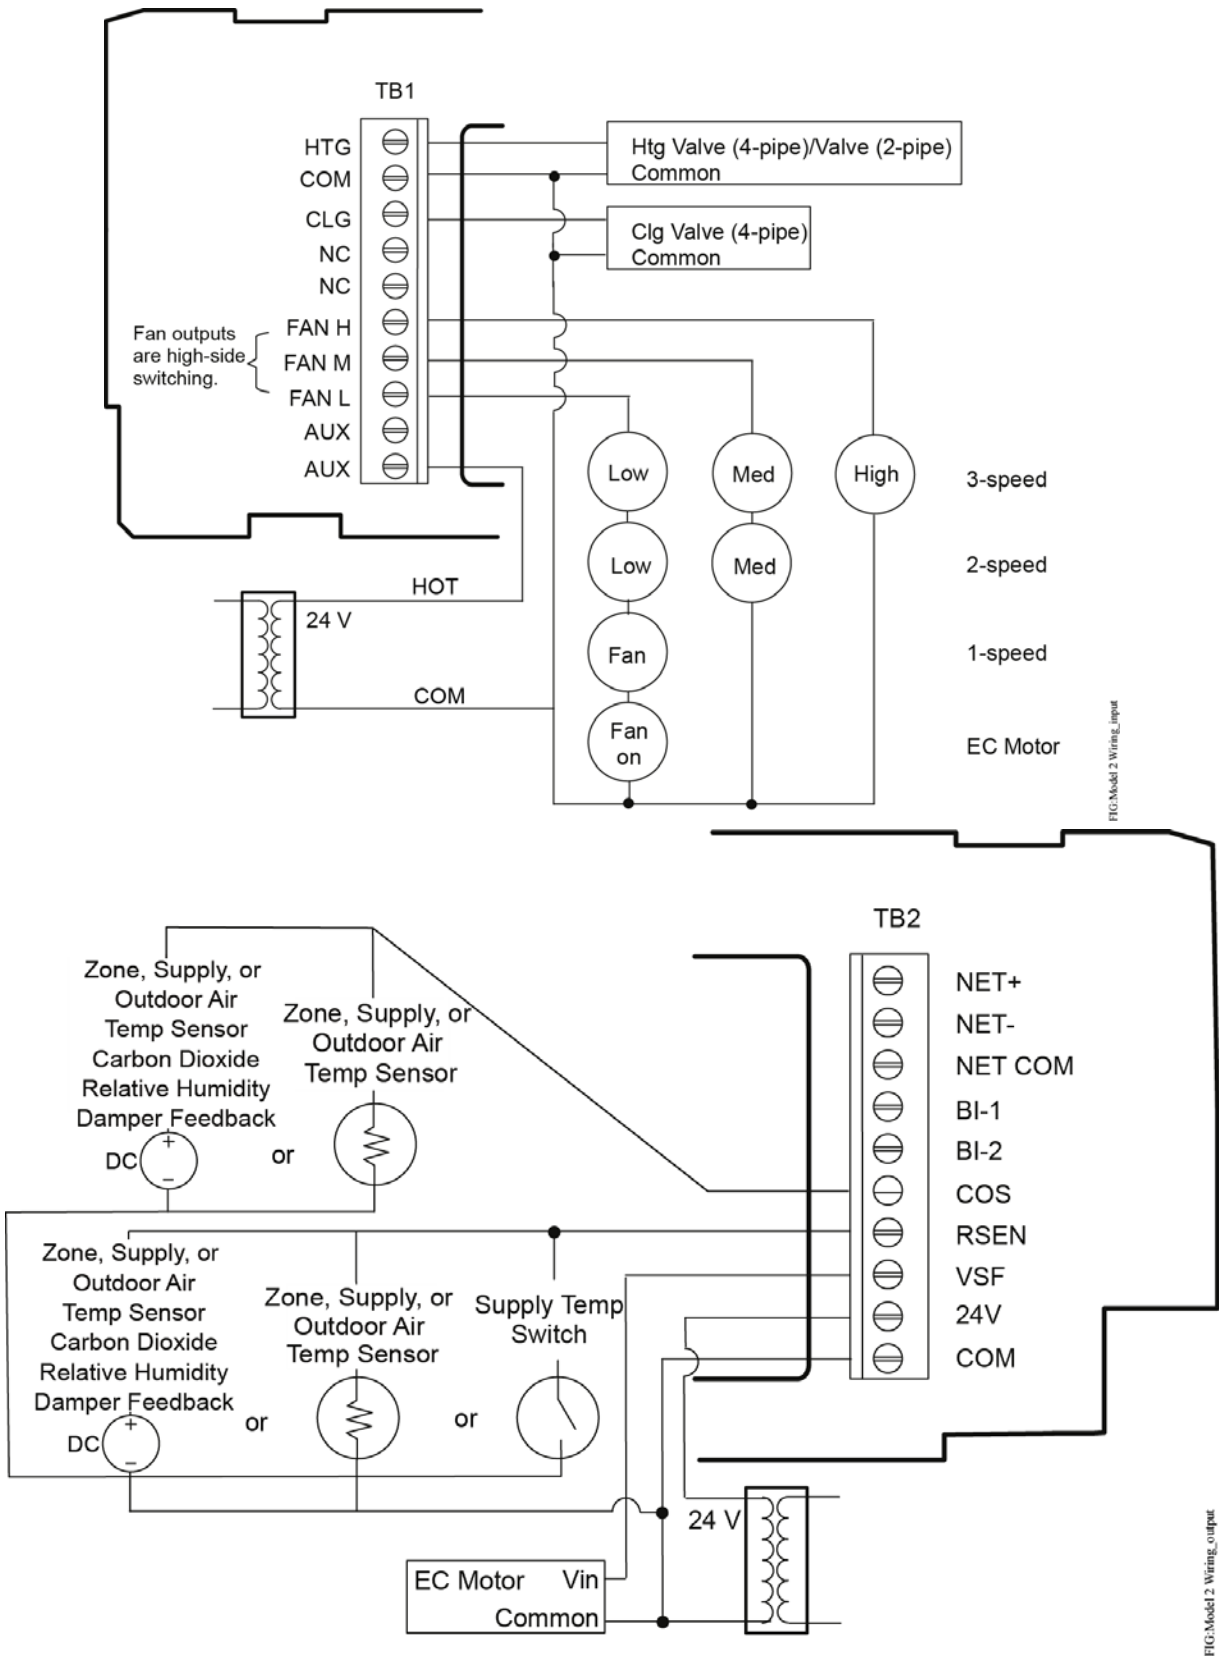 TB1
HTG
COM
CLG
NC
NC
FAN H
FAN M
FAN L
AUX
AUX
Fan outputs
are high-side
switching.
Htg Valve (4-pipe)/Valve (2-pipe)
Common
Clg Valve (4-pipe)
Common
Low
Med
High
3-speed
Low
Med
2-speed
Fan
1-speed
Fan
on
EC Motor
HOT
24 V
COM
FIG:Model 2 Wiring_input
TB2
NET+
NET-
NET COM
BI-1
BI-2
COS
RSEN
VSF
24V
COM
Zone, Supply, or
Outdoor Air
Temp Sensor
Carbon Dioxide
Relative Humidity
Damper Feedback
DC
+
–
or
Zone, Supply, or
Outdoor Air
Temp Sensor
Zone, Supply, or
Outdoor Air
Temp Sensor
Carbon Dioxide
Relative Humidity
Damper Feedback
DC
+
–
or
Zone, Supply, or
Outdoor Air
Temp Sensor
or
Supply Temp
Switch
24 V
EC Motor Vin
Common
FIG:Model 2 Wiring_output